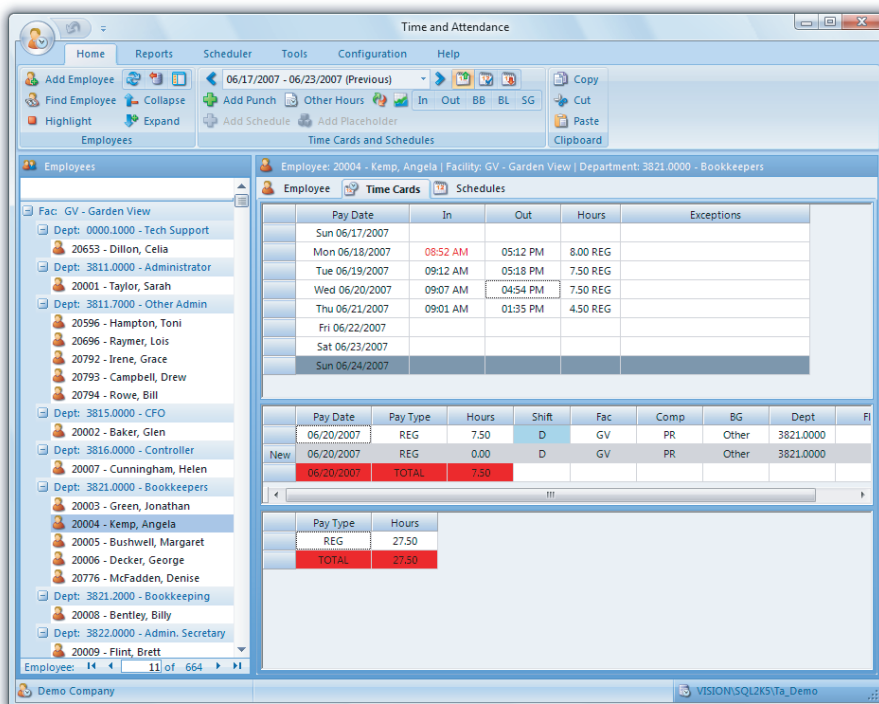 Time and Attendance
Home Reports Scheduler Tools Configuration Help
Add Employee 06/17/2007 - 06/23/2007 (Previous) Copy
Find Employee Collapse Add Punch Other Hours In Out BB BL SG Cut
Highlight Expand Add Schedule Add Placeholder Paste
Employees Time Cards and Schedules Clipboard
Employees
Fac: GV - Garden View
Dept: 0000.1000 - Tech Support
20653 - Dillon, Celia
Dept: 3811.0000 - Administrator
20001 - Taylor, Sarah
Dept: 3811.7000 - Other Admin
20596 - Hampton, Toni
20696 - Raymer, Lois
20792 - Irene, Grace
20793 - Campbell, Drew
20794 - Rowe, Bill
Dept: 3815.0000 - CFO
20002 - Baker, Glen
Dept: 3816.0000 - Controller
20007 - Cunningham, Helen
Dept: 3821.0000 - Bookkeepers
20003 - Green, Jonathan
20004 - Kemp, Angela
20005 - Bushwell, Margaret
20006 - Decker, George
20776 - McFadden, Denise
Dept: 3821.2000 - Bookkeeping
20008 - Bentley, Billy
Dept: 3822.0000 - Admin. Secretary
20009 - Flint, Brett
Employee: 11 of 664
Employee: 20004 - Kemp, Angela | Facility: GV - Garden View | Department: 3821.0000 - Bookkeepers
Employee Time Cards Schedules
Pay Date In Out Hours Exceptions
Sun 06/17/2007
Mon 06/18/2007 08:52 AM 05:12 PM 8.00 REG
Tue 06/19/2007 09:12 AM 05:18 PM 7.50 REG
Wed 06/20/2007 09:07 AM 04:54 PM 7.50 REG
Thu 06/21/2007 09:01 AM 01:35 PM 4.50 REG
Fri 06/22/2007
Sat 06/23/2007
Sun 06/24/2007
Pay Date Pay Type Hours Shift Fac Comp BG Dept Fl
06/20/2007 REG 7.50 D GV PR Other 3821.0000
New 06/20/2007 REG 0.00 D GV PR Other 3821.0000
06/20/2007 TOTAL 7.50
Pay Type Hours
REG 27.50
TOTAL 27.50
Demo Company VISION\SQL2K5\Ta_Demo